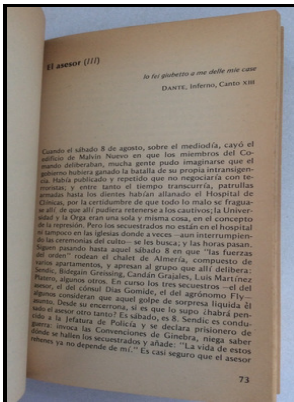 El asesor (III)
Io fei giubetto a me delle mie case
DANTE, Inferno, Canto XIII
Cuando el sábado 8 de agosto, sobre el mediodía, cayó el
edificio de Malvín Nuevo en que los miembros del Co-
mando deliberaban, mucha gente pudo imaginarse que el
gobierno hubiera ganado la batalla de su propia intransigen-
cia. Había publicado y repetido que no negociaría con te-
rroristas; y entre tanto el tiempo transcurría, patrullas
armadas hasta los dientes habían allanado el Hospital de
Clínicas, por la certidumbre de que todo lo malo se fragua-
se allí, de que allí pudiera retenerse a los cautivos; la Univer-
sidad y la Orga eran una sola y misma cosa, en el concepto
de la represión. Pero los secuestrados no están en el hospital
ni tampoco en las iglesias donde a veces —aun interrumpien-
do las ceremonias del culto— se les busca; y las horas pasan.
Siguen pasando hasta aquel sábado 8 en que "las fuerzas
del orden" rodean el chalet de Almería, compuesto de
varios apartamentos, y apresan al grupo que allí delibera:
Sendic, Bidegain Greissing, Candán Grajales, Luis Martínez
Platero, algunos otros. En curso los tres secuestros —el del
asesor, el del cónsul Dias Gomide, el del agrónomo Fly—
algunos consideran que aquel golpe de sorpresa liquida el
asunto. Desde su encerrona, si es que lo supo ¿habrá pen-
sado el asesor otro tanto? Es sábado, es 8. Sendic es condu-
cido a la Jefatura de Policía y se declara prisionero de
guerra: invoca las Convenciones de Ginebra, niega saber
dónde se hallen los secuestrados y añade: "La vida de estos
rehenes ya no depende de mí." Es casi seguro que el asesor
73